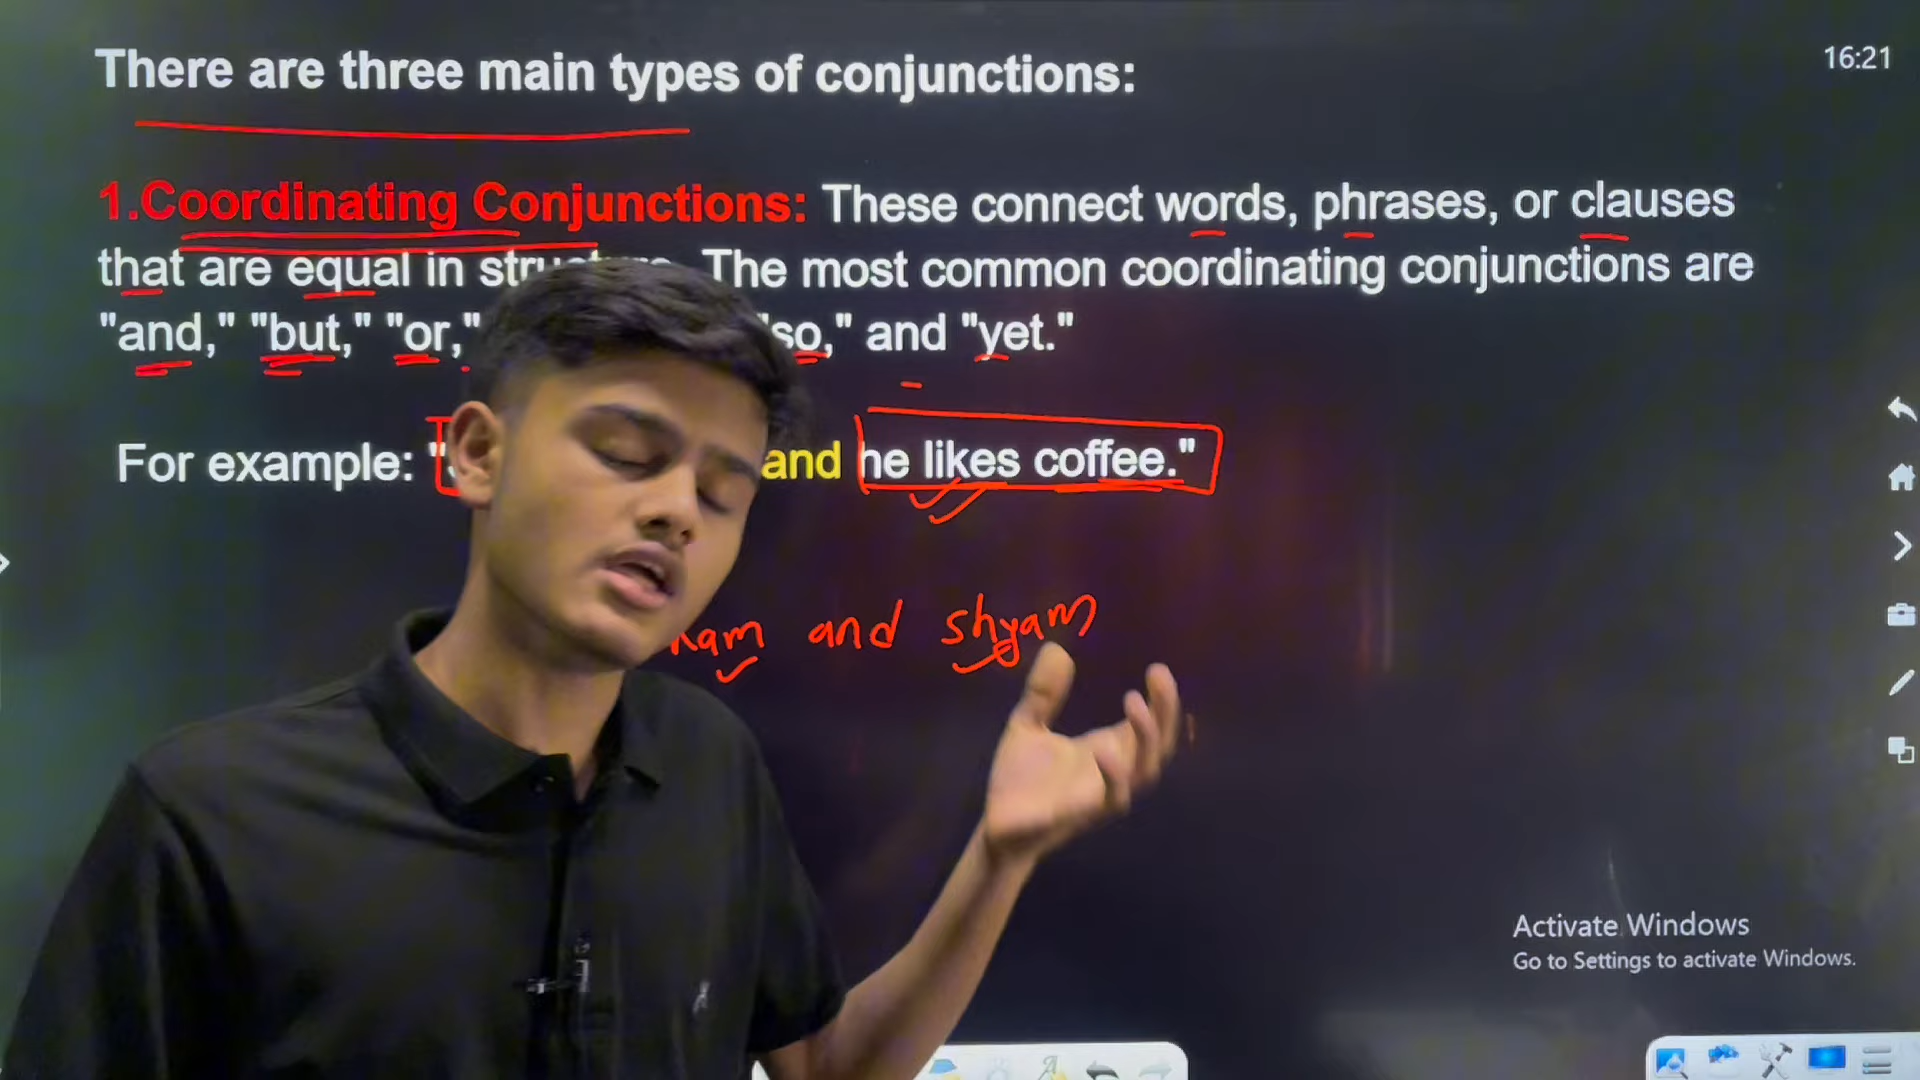 There are three main types of conjunctions:
16:21
1.Coordinating Conjunctions: These connect words, phrases, or clauses
that are equal in The most common coordinating conjunctions are
"and," "but," "or," "so," and "yet."
For example: and he likes coffee."
and shyam
Activate Windows
Go to Settings to activate Windows.